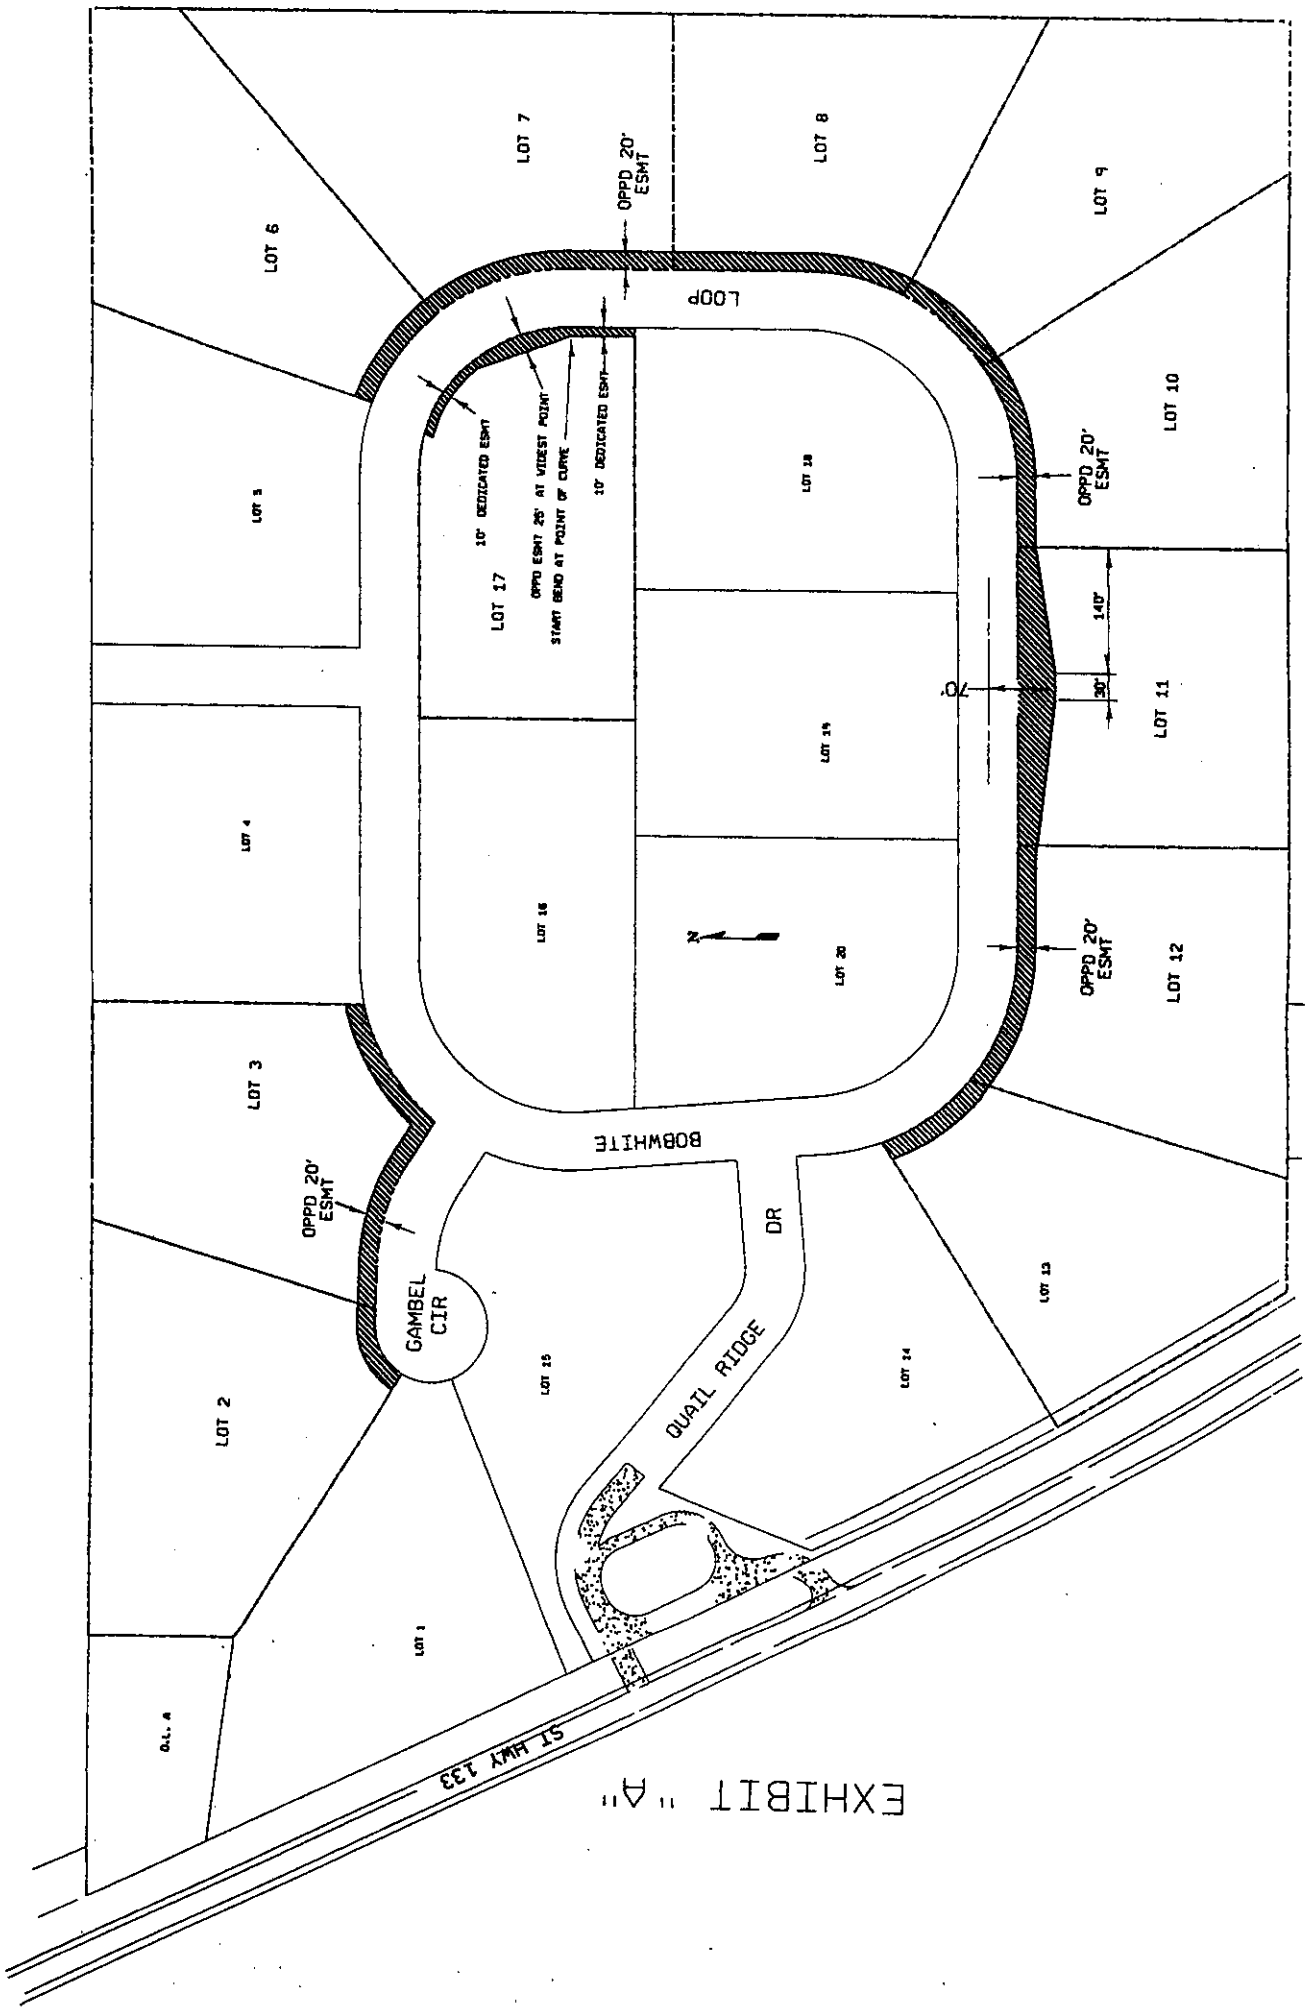 LOT 7
OPPD 20'
ESMT
LOT 8
LOT 9
LOT 6
LOOP
LOT 10
LOT 5
10' DEDICATED ESMT
OPPD ESMT 25' AT WIDEST POINT
START BEND AT POINT OF CURVE
10' DEDICATED ESMT
LOT 17
LOT 18
OPPD 20'
ESMT
140'
30'
70'
LOT 11
LOT 4
LOT 16
LOT 19
N
LOT 20
OPPD 20'
ESMT
LOT 12
LOT 3
OPPD 20'
ESMT
BOBWHITE
GAMBEL
CIR
DR
LOT 13
LOT 2
LOT 15
QUAIL RIDGE
LOT 14
LOT 1
O.L. A
ST HWY 133
EXHIBIT "A"